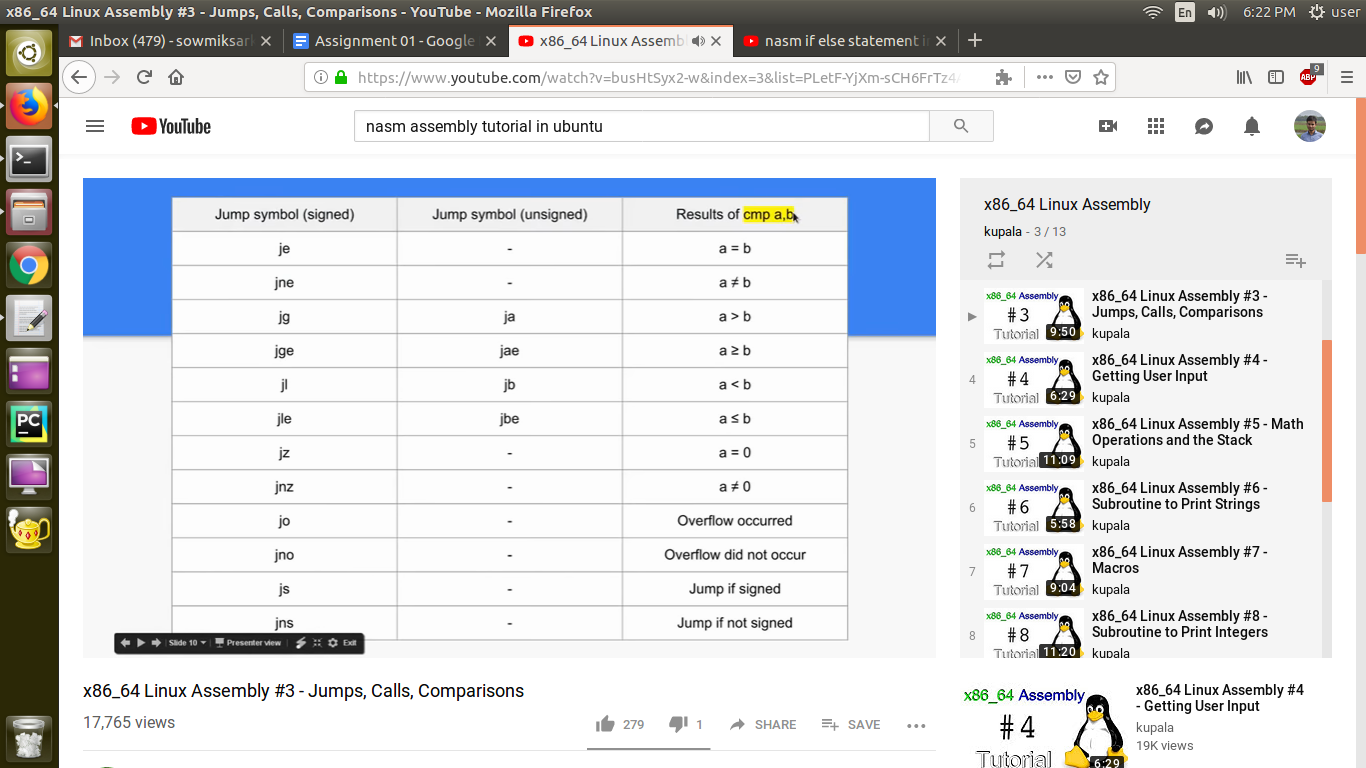 x86_64 Linux Assembly #3 - Jumps, Calls, Comparisons - YouTube - Mozilla Firefox
En
6:22 PM
user
Inbox (479) - sowmiksar
Assignment 01 - Google
x86_64 Linux Assemb
nasm if else statement i
https://www.youtube.com/watch?v=busHtSyx2-w&index=3&list=PLetF-YjXm-sCH6FrTz4
ABP
9
YouTube
nasm assembly tutorial in ubuntu
Jump symbol (signed) Jump symbol (unsigned) Results of cmp a,b
je - a = b
jne - a ≠ b
jg ja a > b
jge jae a ≥ b
jl jb a < b
jle jbe a ≤ b
jz - a = 0
jnz - a ≠ 0
jo - Overflow occurred
jno - Overflow did not occur
js - Jump if signed
jns - Jump if not signed
Slide 10
Presenter view
Exit
PC
x86_64 Linux Assembly #3 - Jumps, Calls, Comparisons
17,765 views
279
1
SHARE
SAVE
x86_64 Linux Assembly
kupala - 3 / 13
x86_64 Assembly
#3
Tutorial
9:50
x86_64 Linux Assembly #3 -
Jumps, Calls, Comparisons
kupala
4
x86_64 Assembly
#4
Tutorial
6:29
x86_64 Linux Assembly #4 -
Getting User Input
kupala
5
x86_64 Assembly
#5
Tutorial
11:09
x86_64 Linux Assembly #5 - Math
Operations and the Stack
kupala
6
x86_64 Assembly
#6
Tutorial
5:58
x86_64 Linux Assembly #6 -
Subroutine to Print Strings
kupala
7
x86_64 Assembly
#7
Tutorial
9:04
x86_64 Linux Assembly #7 -
Macros
kupala
8
x86_64 Assembly
#8
Tutorial
11:20
x86_64 Linux Assembly #8 -
Subroutine to Print Integers
kupala
x86_64 Assembly
#4
Tutorial
6:29
x86_64 Linux Assembly #4
- Getting User Input
kupala
19K views